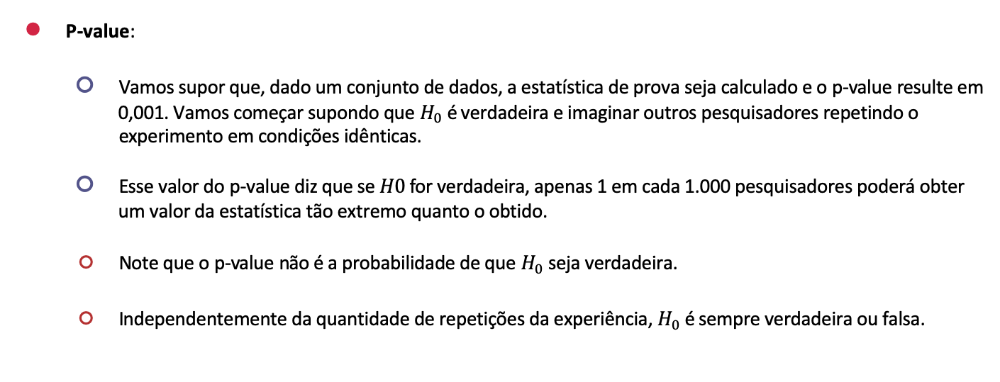 P-value:
Vamos supor que, dado um conjunto de dados, a estatística de prova seja calculado e o p-value resulte em
0,001. Vamos começar supondo que H₀ é verdadeira e imaginar outros pesquisadores repetindo o
experimento em condições idênticas.
Esse valor do p-value diz que se H0 for verdadeira, apenas 1 em cada 1.000 pesquisadores poderá obter
um valor da estatística tão extremo quanto o obtido.
Note que o p-value não é a probabilidade de que H₀ seja verdadeira.
Independentemente da quantidade de repetições da experiência, H₀ é sempre verdadeira ou falsa.